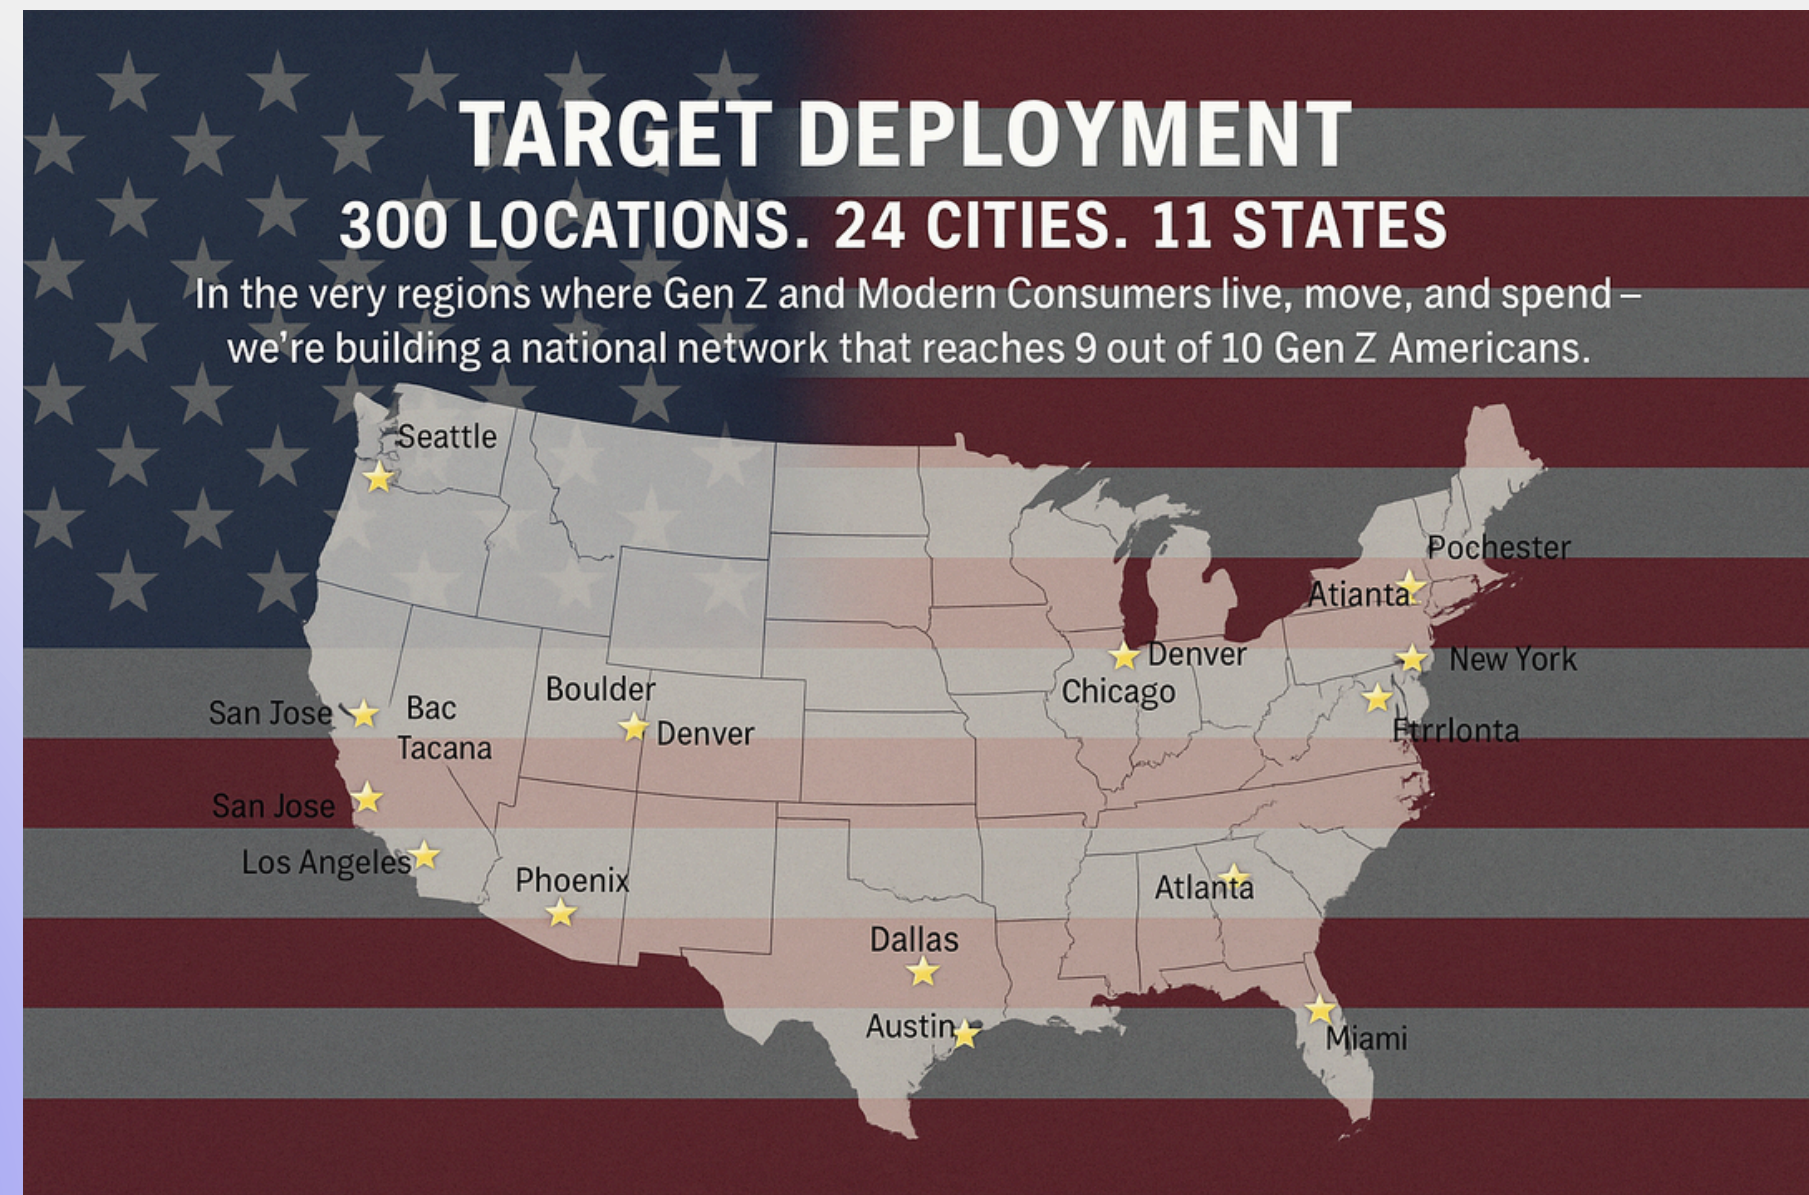 TARGET DEPLOYMENT
300 LOCATIONS. 24 CITIES. 11 STATES
In the very regions where Gen Z and Modern Consumers live, move, and spend –
we're building a national network that reaches 9 out of 10 Gen Z Americans.
Seattle
Pochester
Atianta
Denver
New York
Chicago
Boulder
San Jose
Bac
Tacana
Denver
Ftrrlonta
San Jose
Los Angeles
Phoenix
Atlanta
Dallas
Austin
Miami